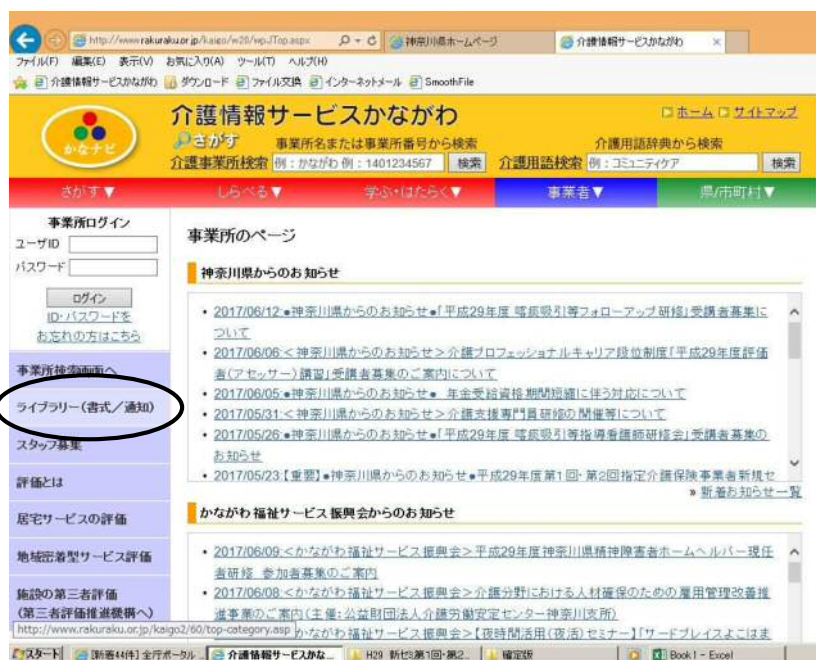 http://www.rakurakuor.jp/kaigo/w20/wpJTop.aspx
神奈川県ホームページ
介護情報サービスかながわ
ファイル(F) 編集(E) 表示(V) お気に入り(A) ツール(T) ヘルプ(H)
介護情報サービスかながわ ダウンロード ファイル交換 インターネットメール SmoothFile
かなナビ
介護情報サービスかながわ
ホーム サイトマップ
さがす 事業所名または事業所番号から検索 介護用語辞典から検索
介護事業所検索 例：かながわ 例：1401234567 検索 介護用語検索 例：コミュニティケア 検索
さがす▼ しらべる▼ 学ぶ・はたらく▼ 事業者▼ 県/市町村▼
事業所ログイン
ユーザID
パスワード
ログイン
ID・パスワードを
お忘れの方はこちら
事業所検索画面へ
ライブラリー（書式／通知）
スタッフ募集
評価とは
居宅サービスの評価
地域密着型サービス評価
施設の第三者評価
（第三者評価推進機構へ）
事業所のページ
神奈川県からのお知らせ
• 2017/06/12:●神奈川県からのお知らせ●「平成29年度 喀痰吸引等フォローアップ研修」受講者募集に
ついて
• 2017/06/06:＜神奈川県からのお知らせ＞介護プロフェッショナルキャリア段位制度「平成29年度評価
者(アセッサー)講習」受講者募集のご案内について
• 2017/06/05:●神奈川県からのお知らせ● 年金受給資格期間短縮に伴う対応について
• 2017/05/31:＜神奈川県からのお知らせ＞介護支援専門員研修の開催等について
• 2017/05/26:●神奈川県からのお知らせ●「平成29年度 喀痰吸引等指導看護師研修会」受講者募集の
お知らせ
• 2017/05/23:【重要】●神奈川県からのお知らせ●平成29年度第1回・第2回指定介護保険事業者新規セ
» 新着お知らせ一覧
かながわ福祉サービス振興会からのお知らせ
• 2017/06/09:＜かながわ福祉サービス振興会＞平成29年度神奈川県精神障害者ホームヘルパー現任
者研修 参加者募集のご案内
• 2017/06/08:＜かながわ福祉サービス振興会＞介護分野における人材確保のための雇用管理改善推
進事業のご案内(主催:公益財団法人介護労働安定センター神奈川支所)
かながわ福祉サービス振興会＞【夜時間活用(夜活)セミナー】「サードプレイスよこはま
http://www.rakuraku.or.jp/kaigo2/60/top-category.asp
スタート 【新着44件】全庁ポータル... 介護情報サービスかな... H29 新セミ第1回・第2... 確定版 Book1 - Excel